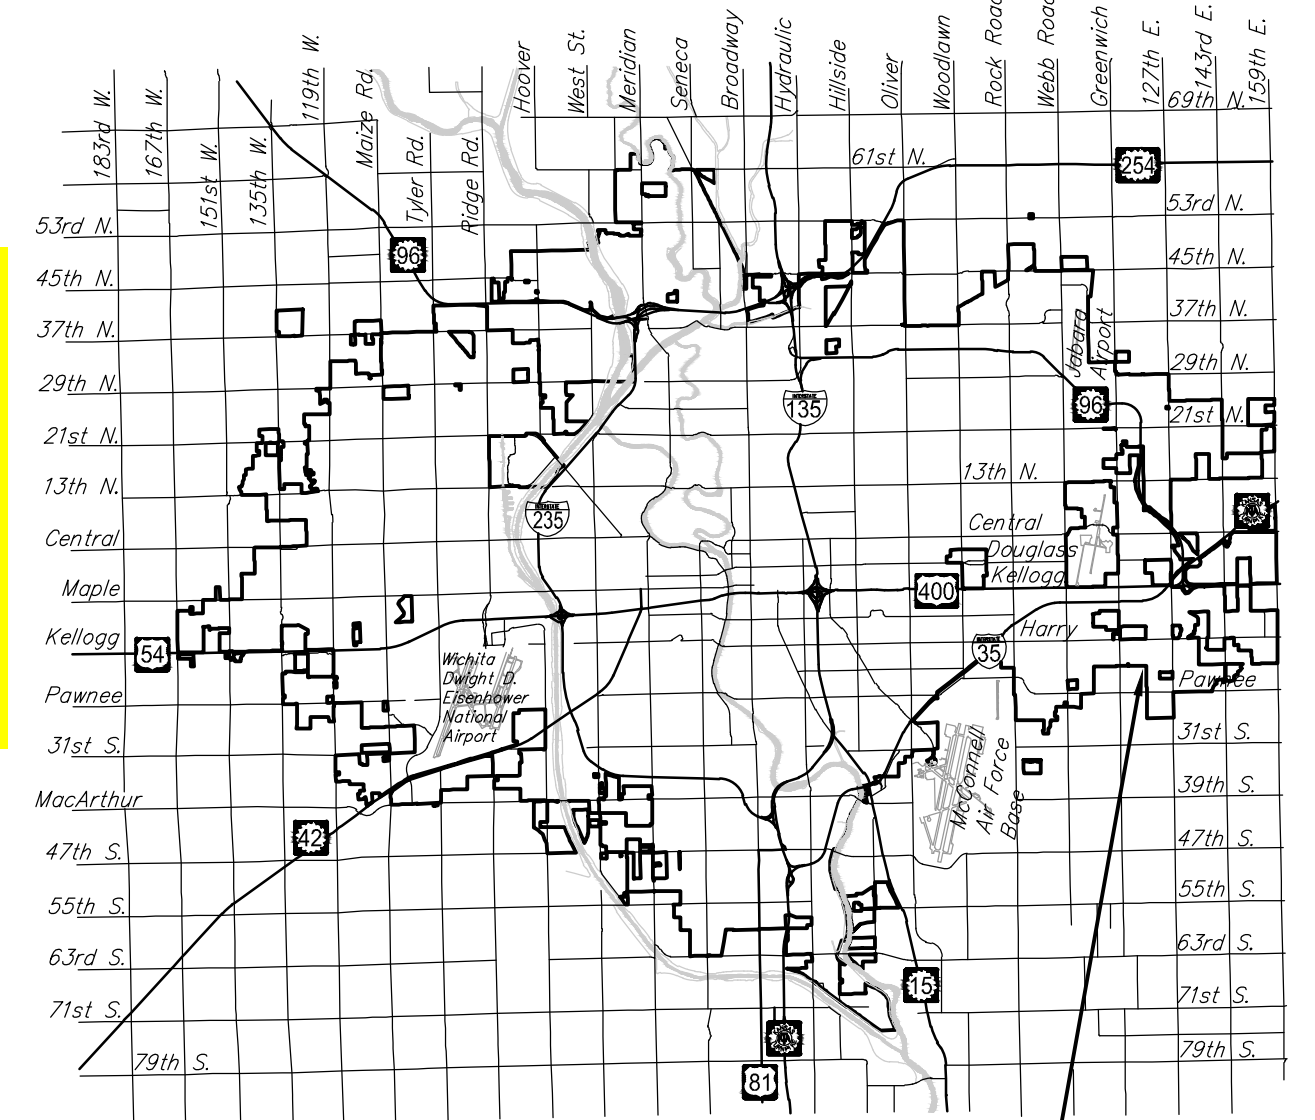 183rd W.
167th W.
151st W.
135th W.
119th W.
Maize Rd.
Tyler Rd.
Ridge Rd.
Hoover
West St.
Meridian
Seneca
Broadway
Hydraulic
Hillside
Oliver
Woodlawn
Rock Road
Webb Road
Greenwich
127th E.
143rd E.
159th E.
69th N.
61st N.
254
53rd N.
53rd N.
96
45th N.
45th N.
37th N.
37th N.
Jabara
Airport
29th N.
29th N.
INTERSTATE
135
96
21st N.
21st N.
13th N.
13th N.
INTERSTATE
235
Central
Central
Douglass
Kellogg
Maple
400
Kellogg
54
Harry
INTERSTATE
35
Wichita
Dwight D.
Eisenhower
National
Airport
Pawnee
Pawnee
31st S.
31st S.
McConnell
Air Force
Base
MacArthur
39th S.
42
47th S.
47th S.
55th S.
55th S.
63rd S.
63rd S.
15
71st S.
71st S.
79th S.
79th S.
81